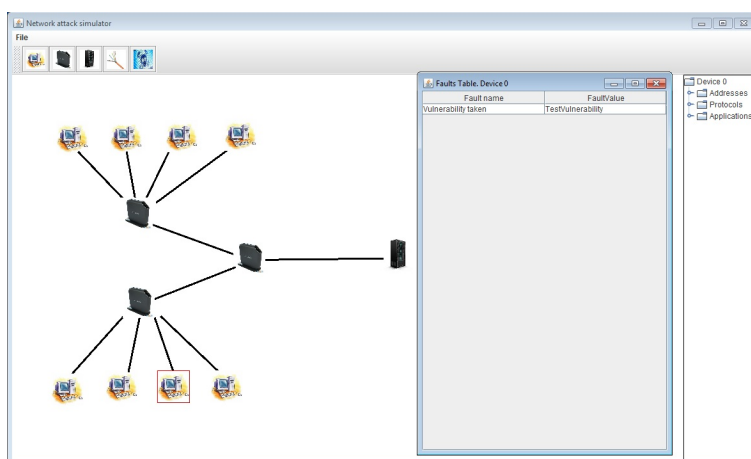 Network attack simulator
File
Faults Table. Device 0
Fault name
FaultValue
Vulnerability taken
TestVulnerability
Device 0
Addresses
Protocols
Applications